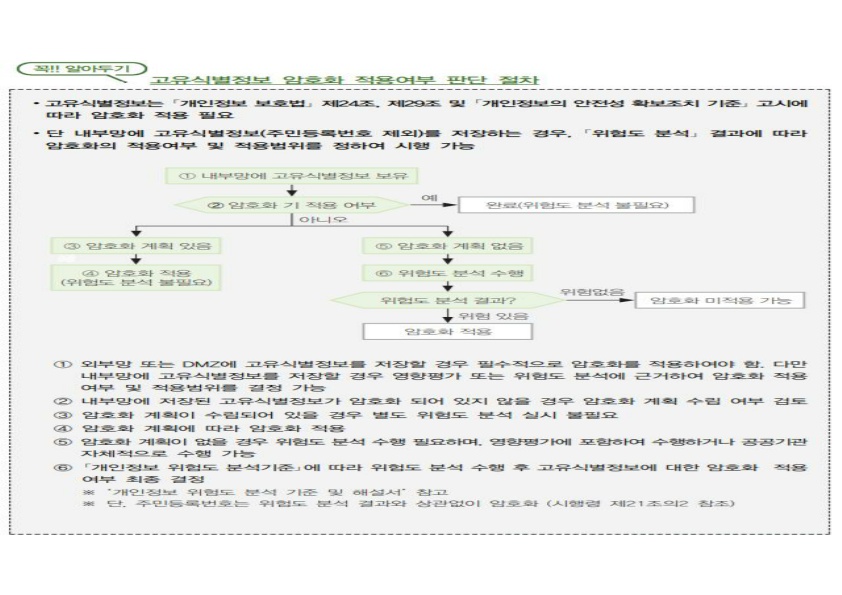 꼭!! 알아두기
고유식별정보 암호화 적용여부 판단 절차
• 고유식별정보는 「개인정보 보호법」 제24조, 제29조 및 「개인정보의 안전성 확보조치 기준」 고시에
따라 암호화 적용 필요
• 단 내부망에 고유식별정보(주민등록번호 제외)를 저장하는 경우, 「위험도 분석」 결과에 따라
암호화의 적용여부 및 적용범위를 정하여 시행 가능
① 내부망에 고유식별정보 보유
② 암호화 기 적용 여부
예
완료(위험도 분석 불필요)
아니오
③ 암호화 계획 있음
⑤ 암호화 계획 없음
④ 암호화 적용
(위험도 분석 불필요)
⑥ 위험도 분석 수행
위험도 분석 결과?
위험없음
암호화 미적용 가능
위험 있음
암호화 적용
① 외부망 또는 DMZ에 고유식별정보를 저장할 경우 필수적으로 암호화를 적용하여야 함. 다만
내부망에 고유식별정보를 저장할 경우 영향평가 또는 위험도 분석에 근거하여 암호화 적용
여부 및 적용범위를 결정 가능
② 내부망에 저장된 고유식별정보가 암호화 되어 있지 않을 경우 암호화 계획 수립 여부 검토
③ 암호화 계획이 수립되어 있을 경우 별도 위험도 분석 실시 불필요
④ 암호화 계획에 따라 암호화 적용
⑤ 암호화 계획이 없을 경우 위험도 분석 수행 필요하며, 영향평가에 포함하여 수행하거나 공공기관
자체적으로 수행 가능
⑥ 「개인정보 위험도 분석기준」에 따라 위험도 분석 수행 후 고유식별정보에 대한 암호화 적용
여부 최종 결정
※ '개인정보 위험도 분석 기준 및 해설서' 참고
※ 단, 주민등록번호는 위험도 분석 결과와 상관없이 암호화 (시행령 제21조의2 참조)